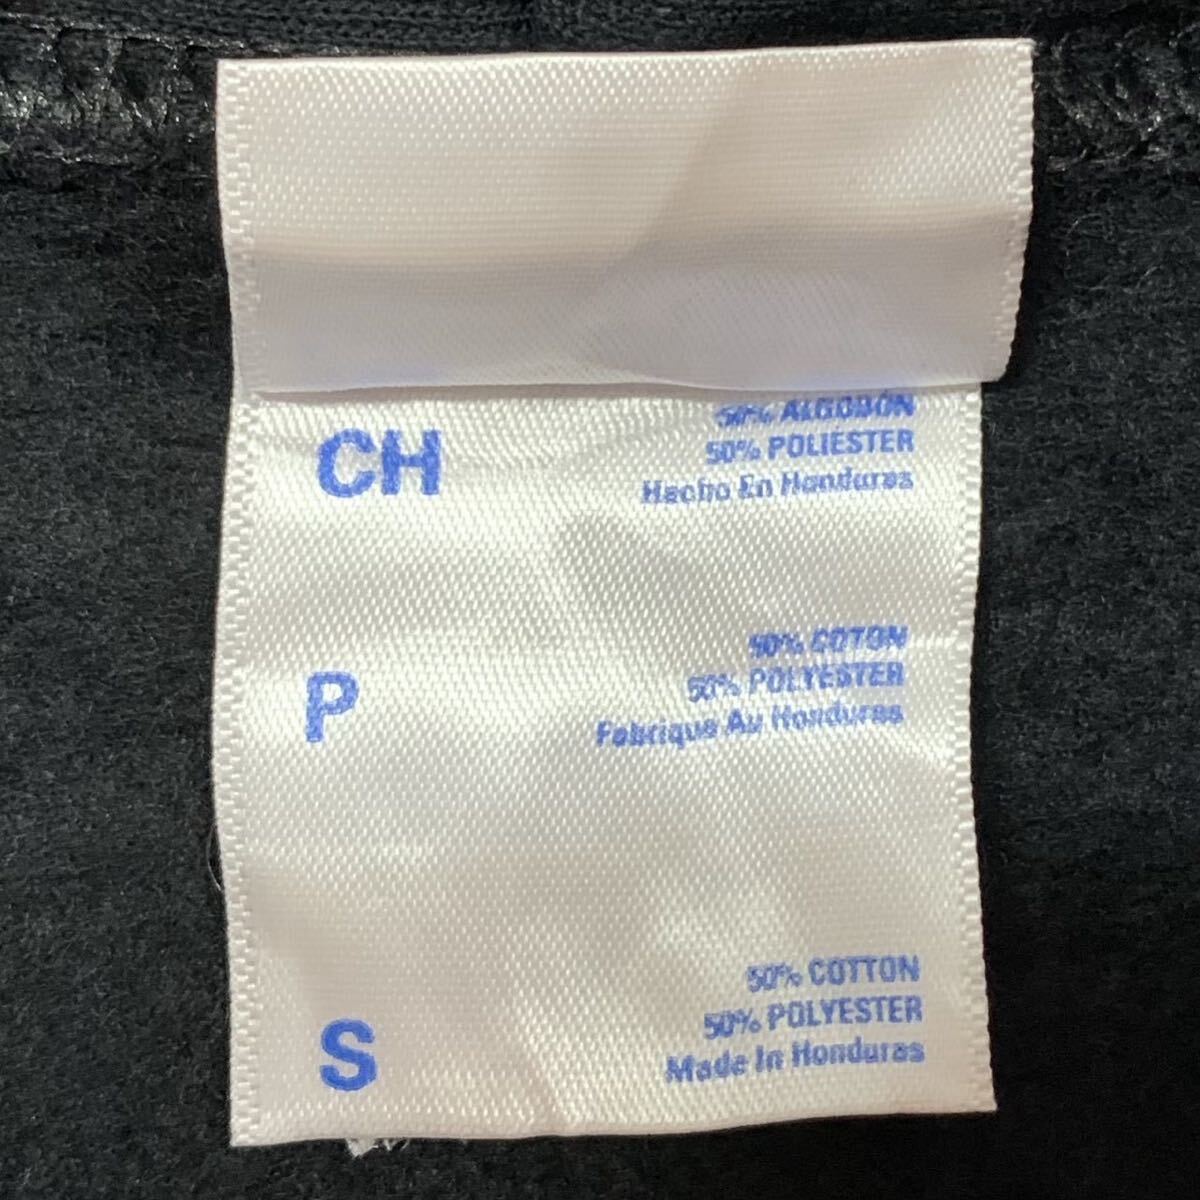 CH
50% ALGODÓN
50% POLIÉSTER
Hecho En Honduras
P
50% COTON
50% POLYESTER
Fabrique Au Honduras
S
50% COTTON
50% POLYESTER
Made In Honduras